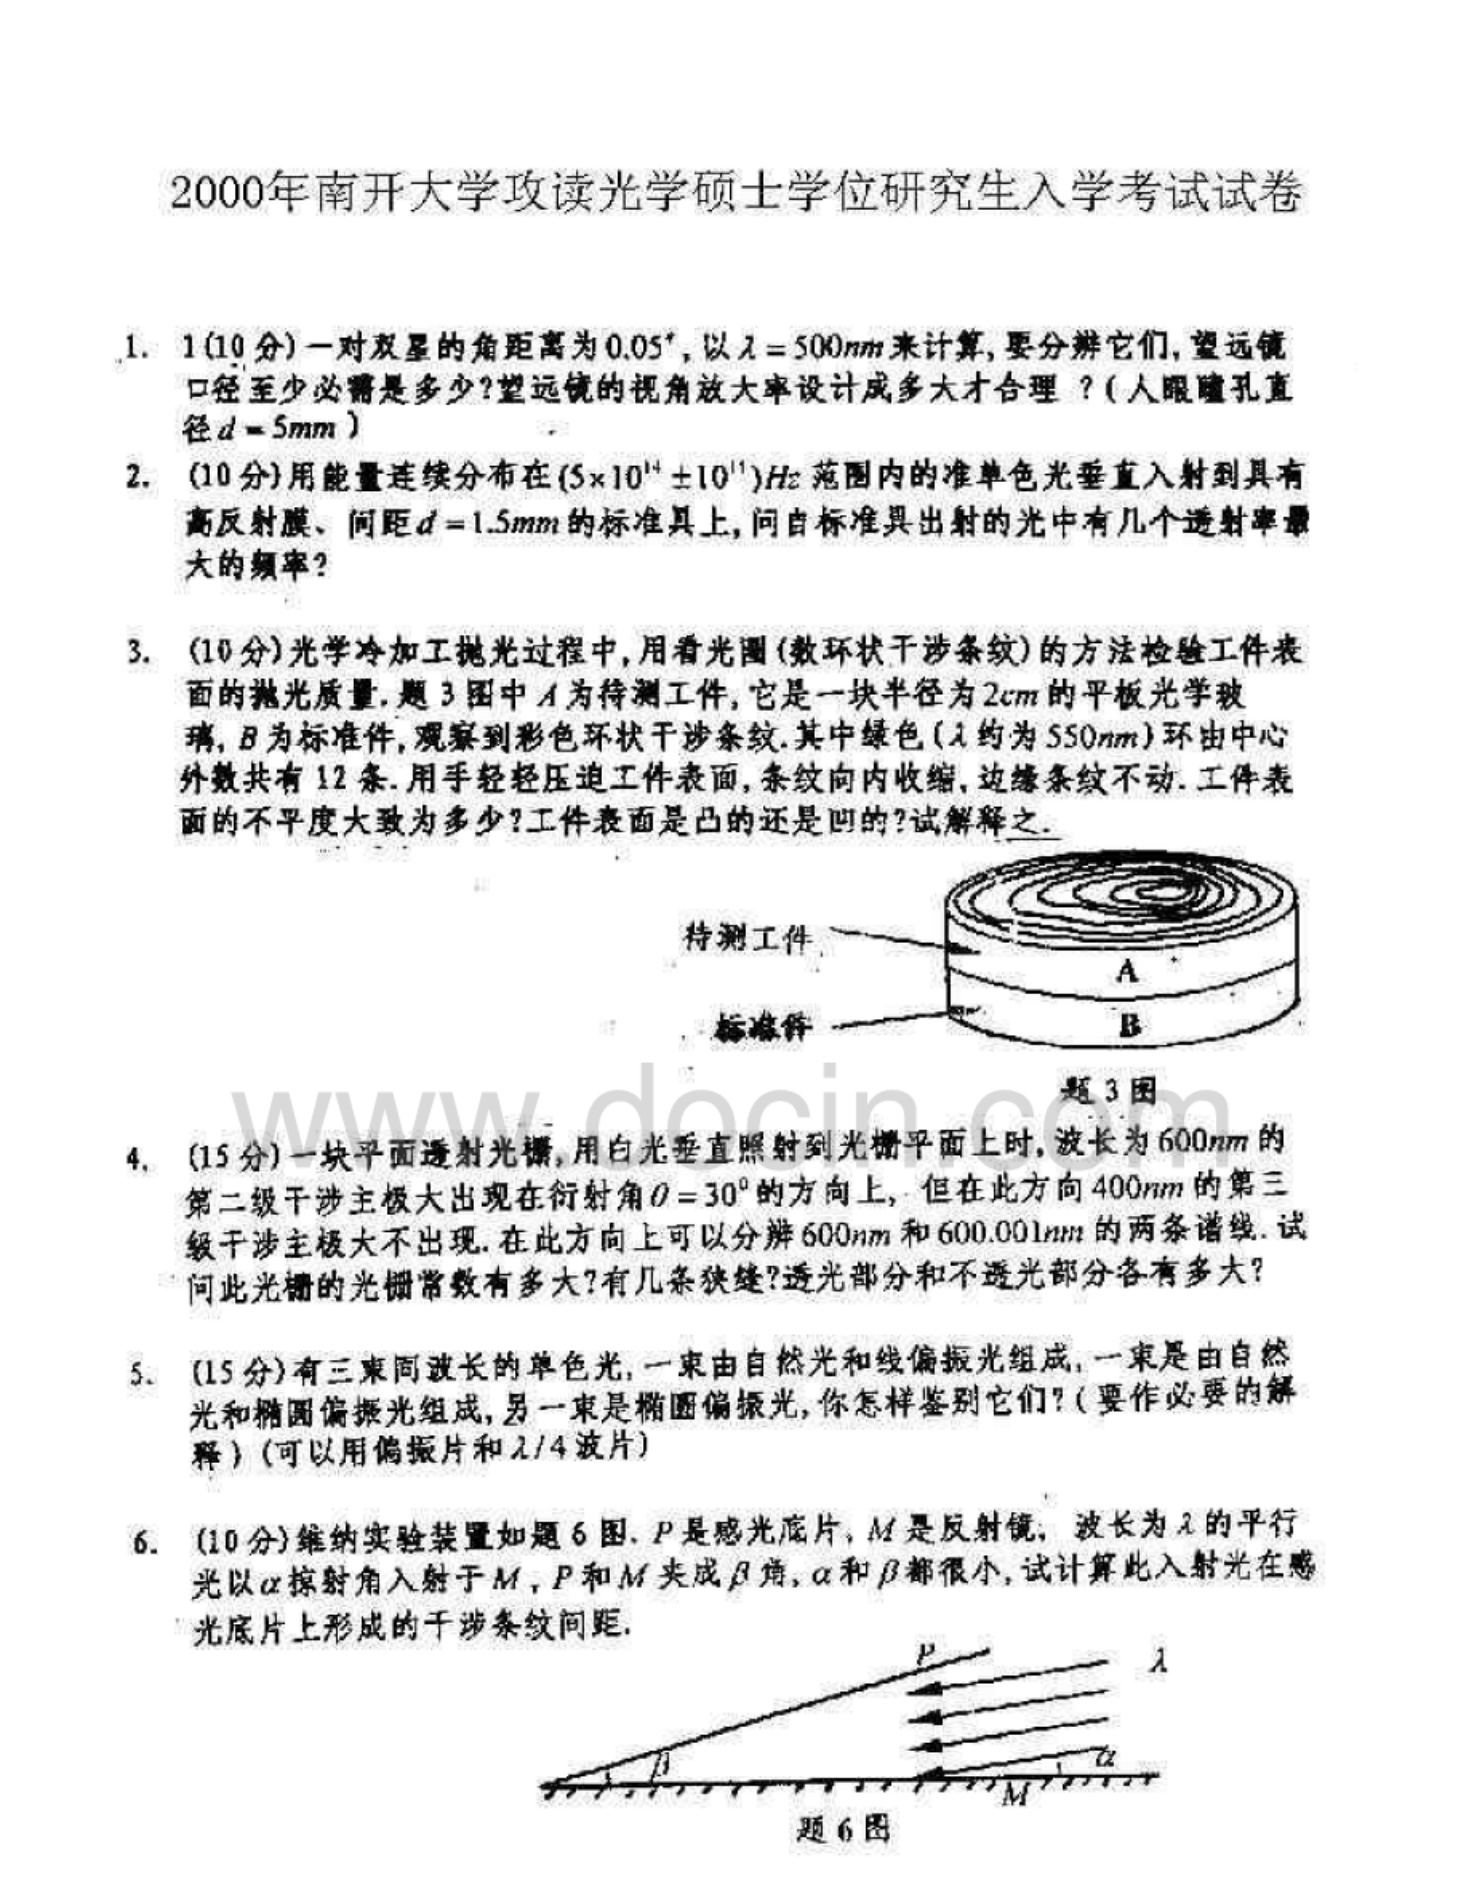 2000年南开大学攻读光学硕士学位研究生入学考试试卷
1. 1(10分)一对双星的角距离为0.05″,以λ=500nm来计算,要分辨它们,望远镜
口径至少必需是多少?望远镜的视角放大率设计成多大才合理 ?(人眼瞳孔直
径d=5mm)
2. (10分)用能量连续分布在(5×10¹⁴±10¹¹)Hz范围内的准单色光垂直入射到具有
高反射膜、间距d=1.5mm的标准具上,问自标准具出射的光中有几个透射率最
大的频率?
3. (10分)光学冷加工抛光过程中,用看光圈(数环状干涉条纹)的方法检验工件表
面的抛光质量.题3图中A为待测工件,它是一块半径为2cm的平板光学玻
璃,B为标准件,观察到彩色环状干涉条纹.其中绿色(λ约为550nm)环由中心
外数共有12条.用手轻轻压迫工件表面,条纹向内收缩,边缘条纹不动.工件表
面的不平度大致为多少?工件表面是凸的还是凹的?试解释之.
待测工件
A
标准件
B
题3图
www.docin.com
4. (15分)一块平面透射光栅,用白光垂直照射到光栅平面上时,波长为600nm的
第二级干涉主极大出现在衍射角θ=30⁰的方向上,但在此方向400nm的第三
级干涉主极大不出现.在此方向上可以分辨600nm和600.001nm的两条谱线.试
问此光栅的光栅常数有多大?有几条狭缝?透光部分和不透光部分各有多大?
5. (15分)有三束同波长的单色光,一束由自然光和线偏振光组成,一束是由自然
光和椭圆偏振光组成,另一束是椭圆偏振光,你怎样鉴别它们?(要作必要的解
释)(可以用偏振片和λ/4波片)
6. (10分)维纳实验装置如题6图.P是感光底片,M是反射镜, 波长为λ的平行
光以α掠射角入射于M,P和M夹成β角,α和β都很小,试计算此入射光在感
光底片上形成的干涉条纹间距.
P
λ
β
α
M
题6图